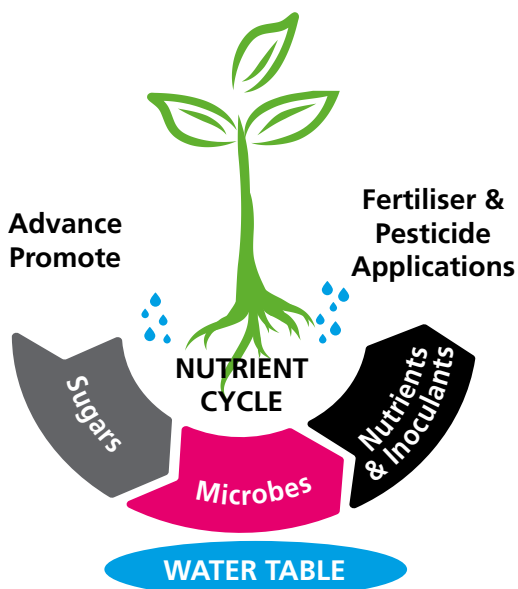 Advance
Promote
Fertiliser &
Pesticide
Applications
NUTRIENT
CYCLE
Sugars
Microbes
Nutrients
& Inoculants
WATER TABLE